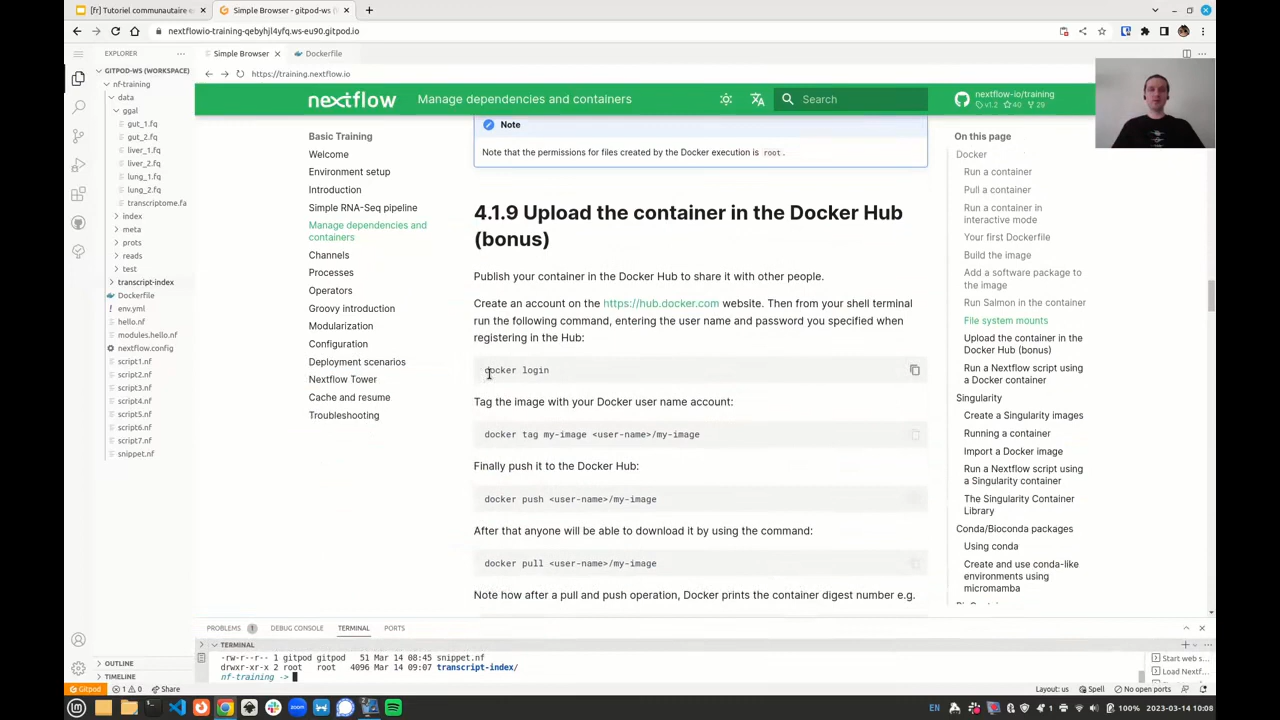 [fr] Tutoriel communautaire e
Simple Browser - gitpod-ws (
nextflowio-training-qebyhjl4yfq.ws-eu90.gitpod.io
EXPLORER
Simple Browser
Dockerfile
GITPOD-WS (WORKSPACE)
nf-training
data
ggal
gut_1.fq
gut_2.fq
liver_1.fq
liver_2.fq
lung_1.fq
lung_2.fq
transcriptome.fa
index
meta
prots
reads
test
transcript-index
Dockerfile
env.yml
hello.nf
modules.hello.nf
nextflow.config
script1.nf
script2.nf
script3.nf
script4.nf
script5.nf
script6.nf
script7.nf
snippet.nf
OUTLINE
TIMELINE
https://training.nextflow.io
nextflow
Manage dependencies and containers
Search
nextflow-io/training
v1.2 40 29
Basic Training
Welcome
Environment setup
Introduction
Simple RNA-Seq pipeline
Manage dependencies and
containers
Channels
Processes
Operators
Groovy introduction
Modularization
Configuration
Deployment scenarios
Nextflow Tower
Cache and resume
Troubleshooting
Note
Note that the permissions for files created by the Docker execution is root.
4.1.9 Upload the container in the Docker Hub
(bonus)
Publish your container in the Docker Hub to share it with other people.
Create an account on the https://hub.docker.com website. Then from your shell terminal
run the following command, entering the user name and password you specified when
registering in the Hub:
docker login
Tag the image with your Docker user name account:
docker tag my-image <user-name>/my-image
Finally push it to the Docker Hub:
docker push <user-name>/my-image
After that anyone will be able to download it by using the command:
docker pull <user-name>/my-image
Note how after a pull and push operation, Docker prints the container digest number e.g.
On this page
Docker
Run a container
Pull a container
Run a container in
interactive mode
Your first Dockerfile
Build the image
Add a software package to
the image
Run Salmon in the container
File system mounts
Upload the container in the
Docker Hub (bonus)
Run a Nextflow script using
a Docker container
Singularity
Create a Singularity images
Running a container
Import a Docker image
Run a Nextflow script using
a Singularity container
The Singularity Container
Library
Conda/Bioconda packages
Using conda
Create and use conda-like
environments using
micromamba
PROBLEMS 1
DEBUG CONSOLE
TERMINAL
PORTS
TERMINAL
-rw-r--r-- 1 gitpod gitpod 51 Mar 14 08:45 snippet.nf
drwxr-xr-x 2 root root 4096 Mar 14 09:07 transcript-index/
nf-training ->
Start web s...
Load Nextf...
Gitpod
1 0
Share
Layout: us
Spell
No open ports
EN
100%
2023-03-14 10:08